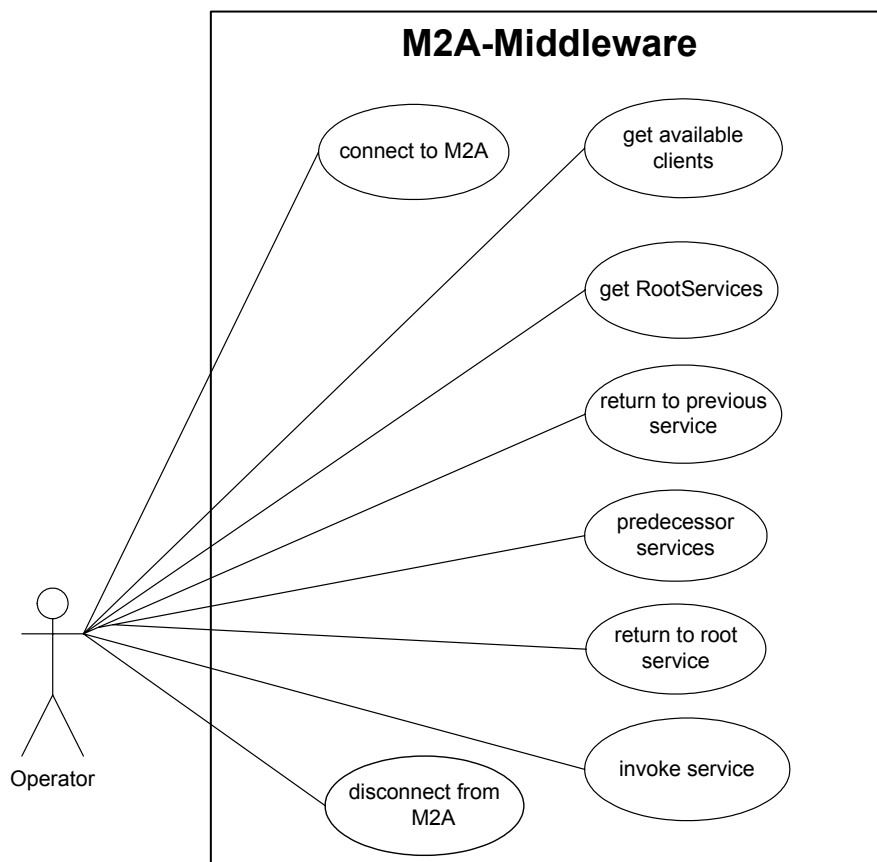 M2A-Middleware
connect to M2A
get available
clients
get RootServices
return to previous
service
predecessor
services
return to root
service
invoke service
Operator
disconnect from
M2A